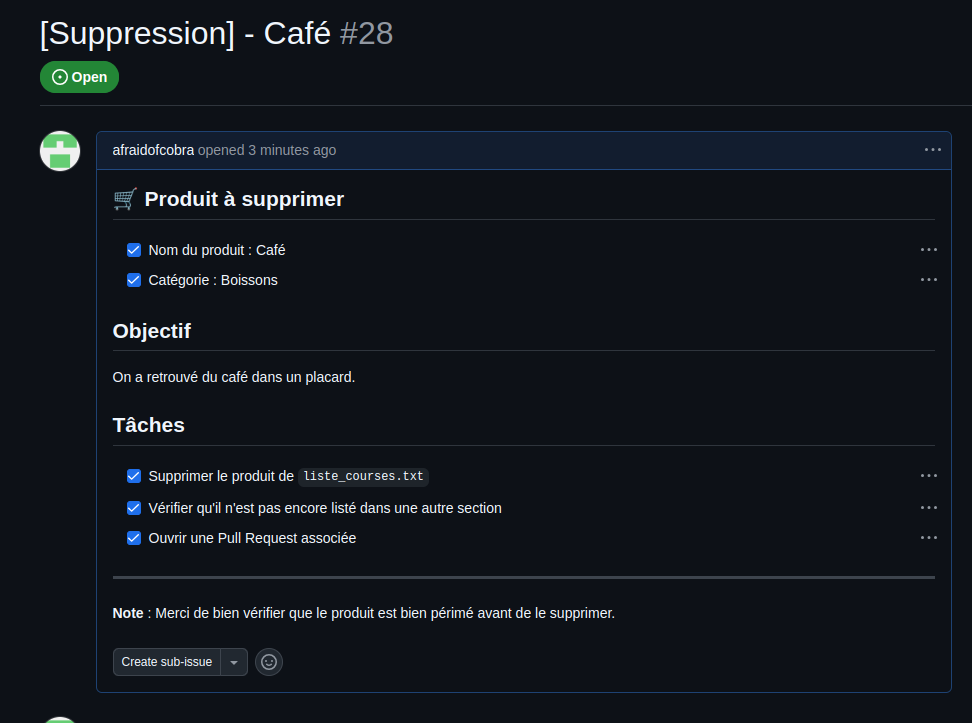 [Suppression] - Café #28
Open
afraidofcobra opened 3 minutes ago
🛒 Produit à supprimer
Nom du produit : Café
Catégorie : Boissons
Objectif
On a retrouvé du café dans un placard.
Tâches
Supprimer le produit de liste_courses.txt
Vérifier qu'il n'est pas encore listé dans une autre section
Ouvrir une Pull Request associée
Note : Merci de bien vérifier que le produit est bien périmé avant de le supprimer.
Create sub-issue